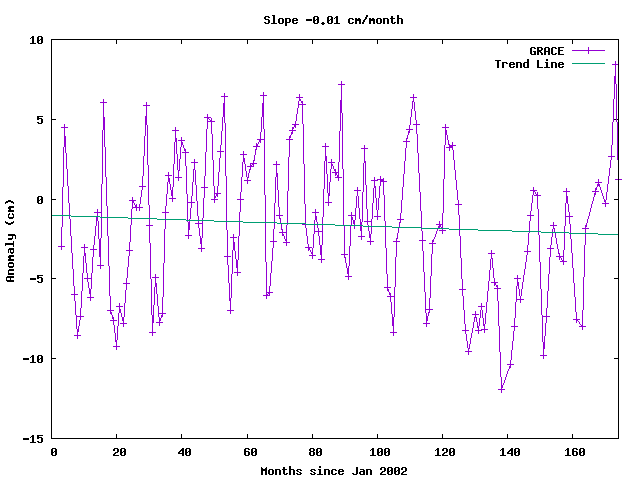 Slope -0.01 cm/month
10
GRACE
Trend Line
5
0
Anomaly (cm)
-5
-10
-15
0 20 40 60 80 100 120 140 160
Months since Jan 2002